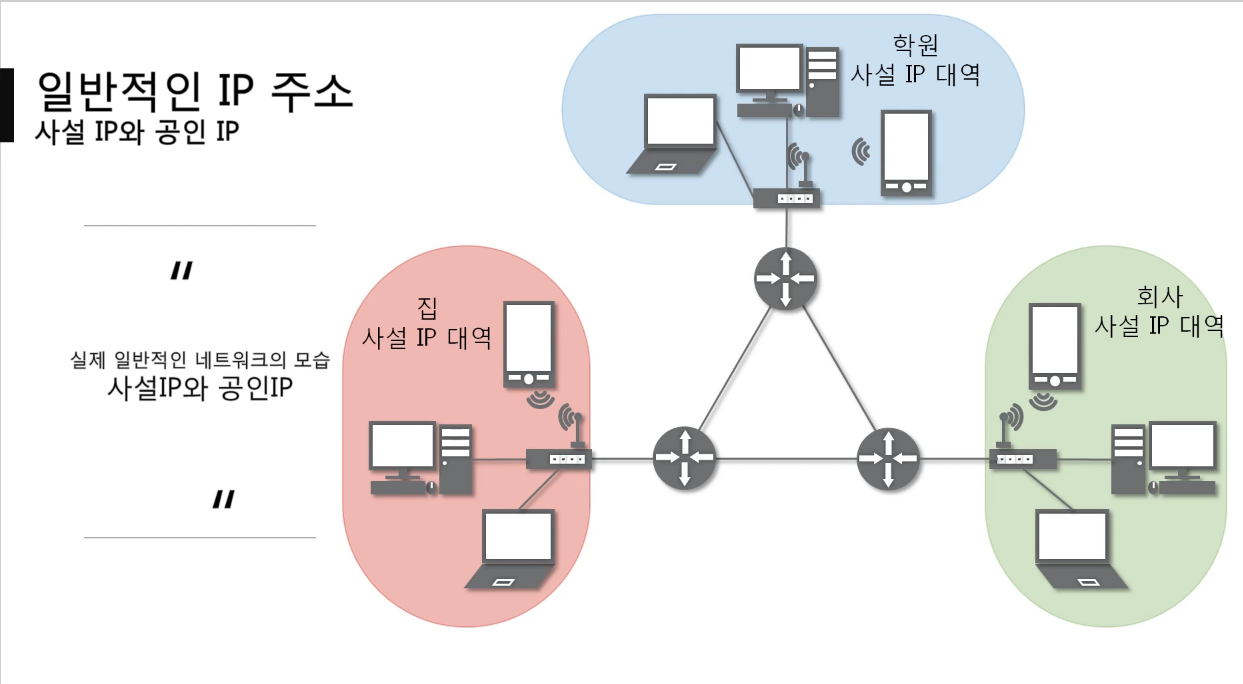 일반적인 IP 주소
사설 IP와 공인 IP
"
실제 일반적인 네트워크의 모습
사설IP와 공인IP
"
학원
사설 IP 대역
집
사설 IP 대역
회사
사설 IP 대역